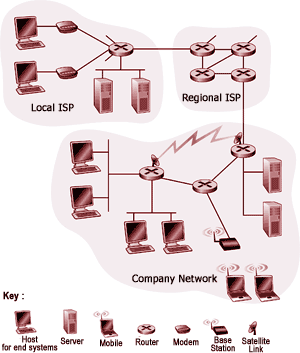 Local ISP
Regional ISP
Company Network
Key :
Host
for end systems
Server
Mobile
Router
Modem
Base
Station
Satellite
Link